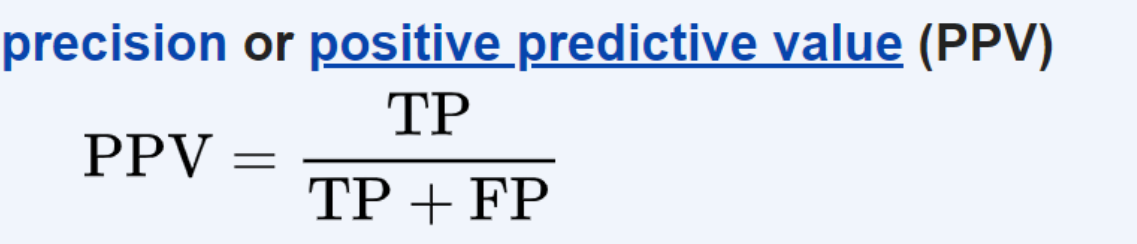 precision or positive predictive value (PPV)
PPV = TP / TP + FP